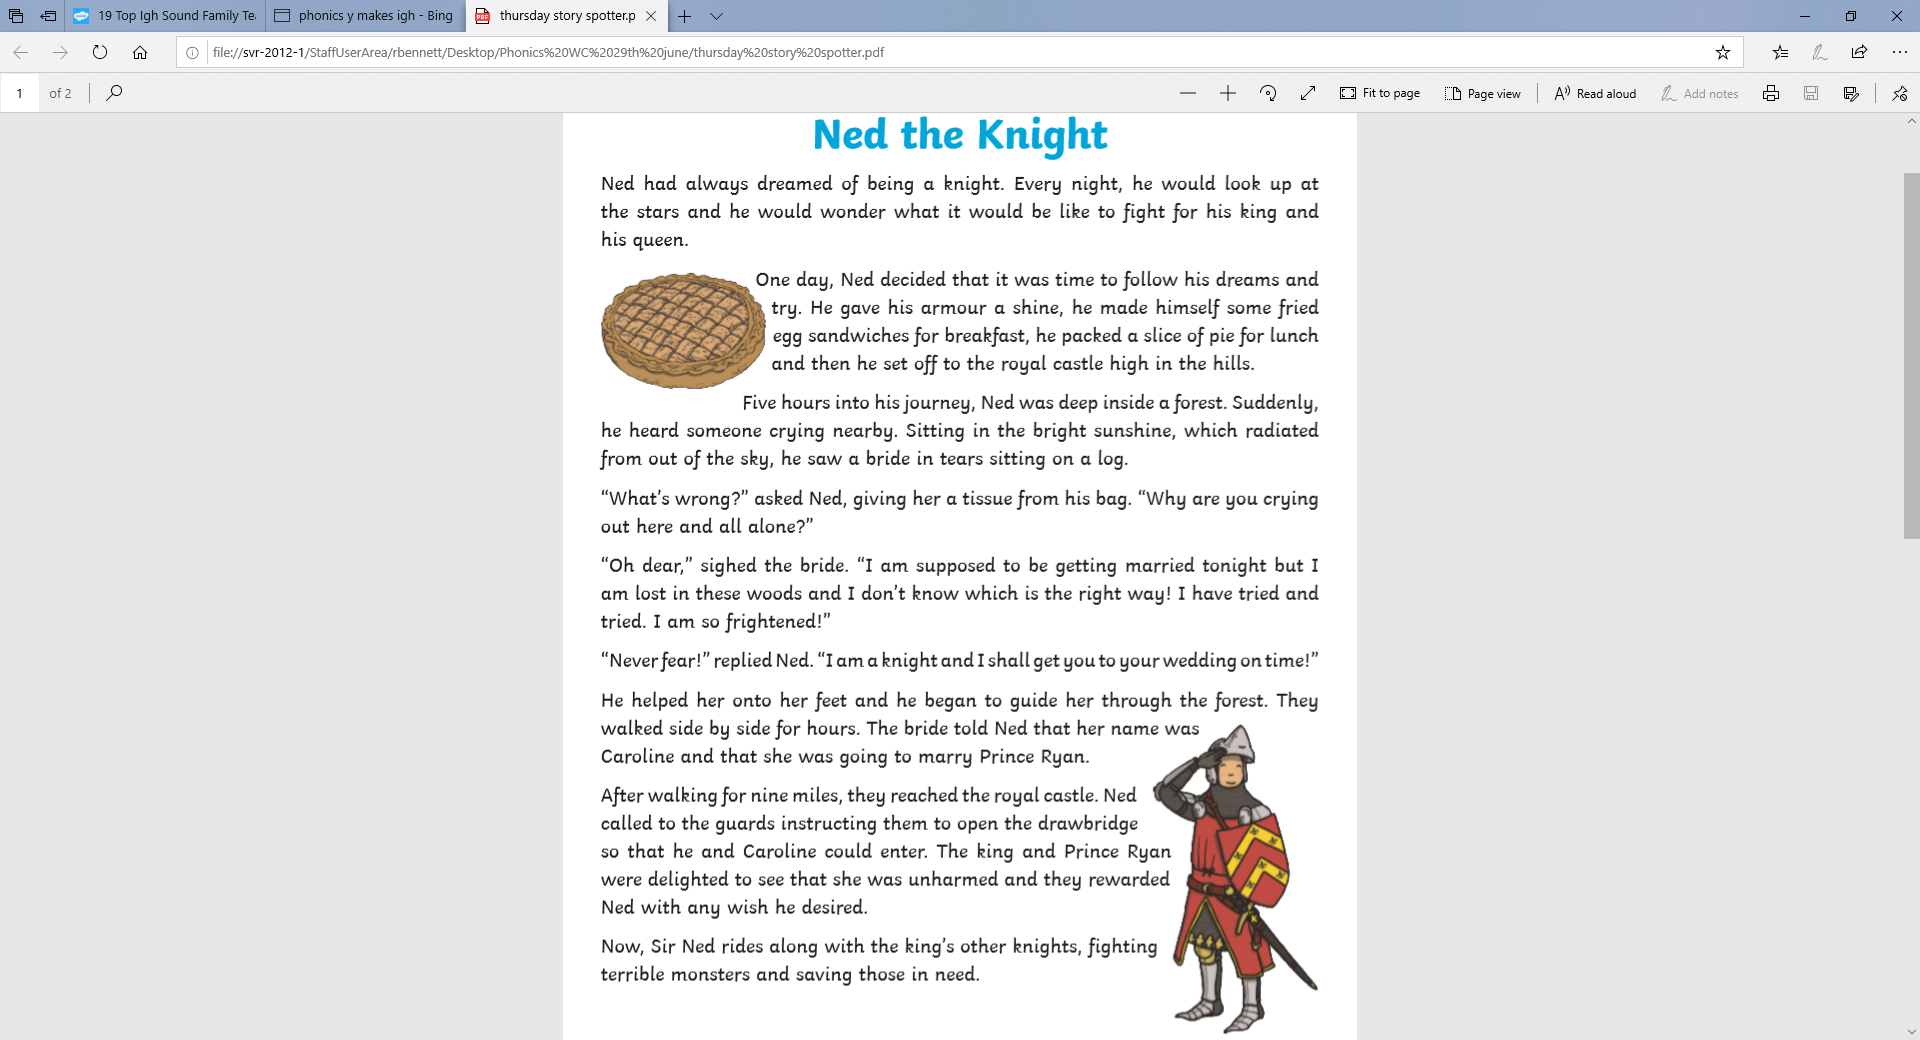 19 Top Igh Sound Family Te
phonics y makes igh - Bing
thursday story spotter.p
file://svr-2012-1/StaffUserArea/rbennett/Desktop/Phonics%20WC%2029th%20june/thursday%20story%20spotter.pdf
1 of 2
Fit to page
Page view
Read aloud
Add notes
Ned the Knight
Ned had always dreamed of being a knight. Every night, he would look up at
the stars and he would wonder what it would be like to fight for his king and
his queen.
One day, Ned decided that it was time to follow his dreams and
try. He gave his armour a shine, he made himself some fried
egg sandwiches for breakfast, he packed a slice of pie for lunch
and then he set off to the royal castle high in the hills.
Five hours into his journey, Ned was deep inside a forest. Suddenly,
he heard someone crying nearby. Sitting in the bright sunshine, which radiated
from out of the sky, he saw a bride in tears sitting on a log.
“What’s wrong?” asked Ned, giving her a tissue from his bag. “Why are you crying
out here and all alone?”
“Oh dear,” sighed the bride. “I am supposed to be getting married tonight but I
am lost in these woods and I don’t know which is the right way! I have tried and
tried. I am so frightened!”
“Never fear!” replied Ned. “I am a knight and I shall get you to your wedding on time!”
He helped her onto her feet and he began to guide her through the forest. They
walked side by side for hours. The bride told Ned that her name was
Caroline and that she was going to marry Prince Ryan.
After walking for nine miles, they reached the royal castle. Ned
called to the guards instructing them to open the drawbridge
so that he and Caroline could enter. The king and Prince Ryan
were delighted to see that she was unharmed and they rewarded
Ned with any wish he desired.
Now, Sir Ned rides along with the king’s other knights, fighting
terrible monsters and saving those in need.